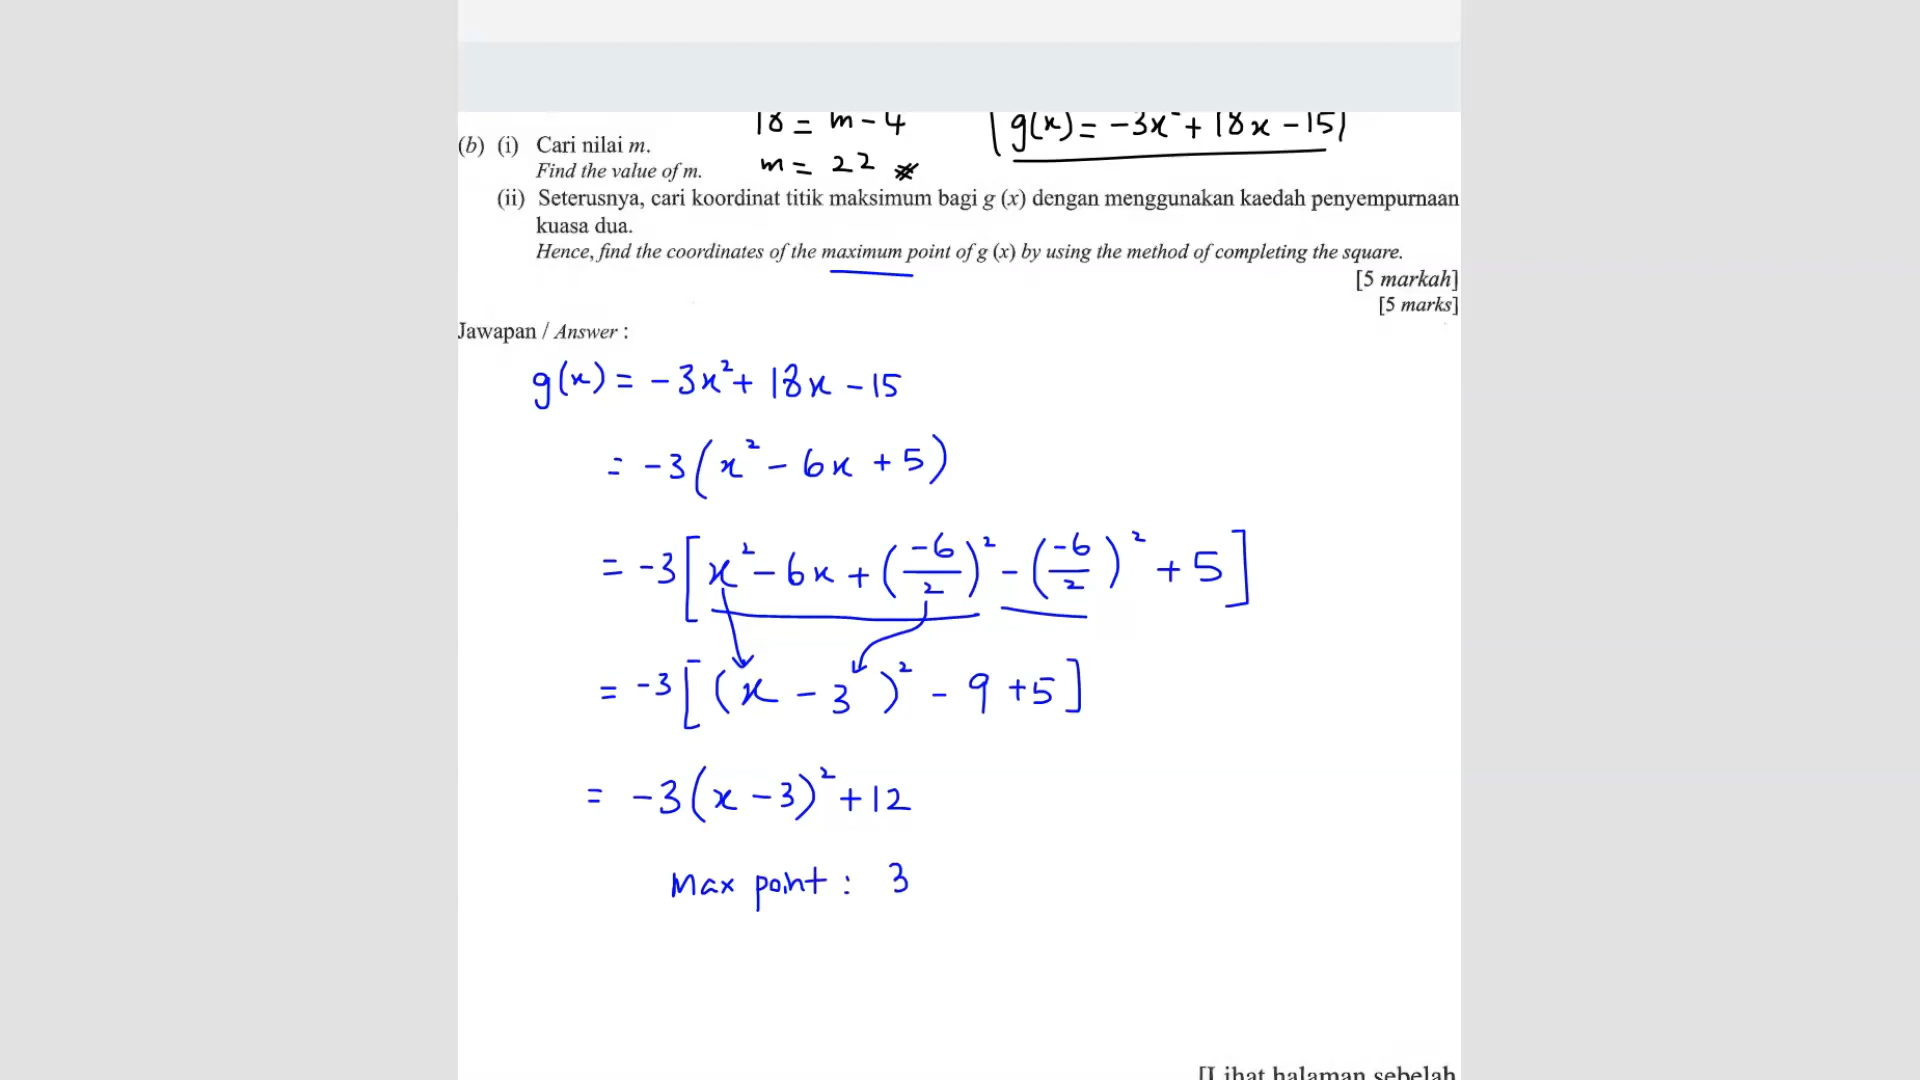 18 = m - 4
g(x) = -3x² + 18x - 15
(b) (i) Cari nilai m.
Find the value of m.
m = 22 *
(ii) Seterusnya, cari koordinat titik maksimum bagi g (x) dengan menggunakan kaedah penyempurnaan
kuasa dua.
Hence, find the coordinates of the maximum point of g (x) by using the method of completing the square.
[5 markah]
[5 marks]
Jawapan / Answer :
g(x) = -3x² + 18x - 15
= -3(x² - 6x + 5)
= -3[x² - 6x + (-6/2)² - (-6/2)² + 5]
= -3[(x - 3)² - 9 + 5]
= -3(x - 3)² + 12
Max point : 3
[Lihat halaman sebelah